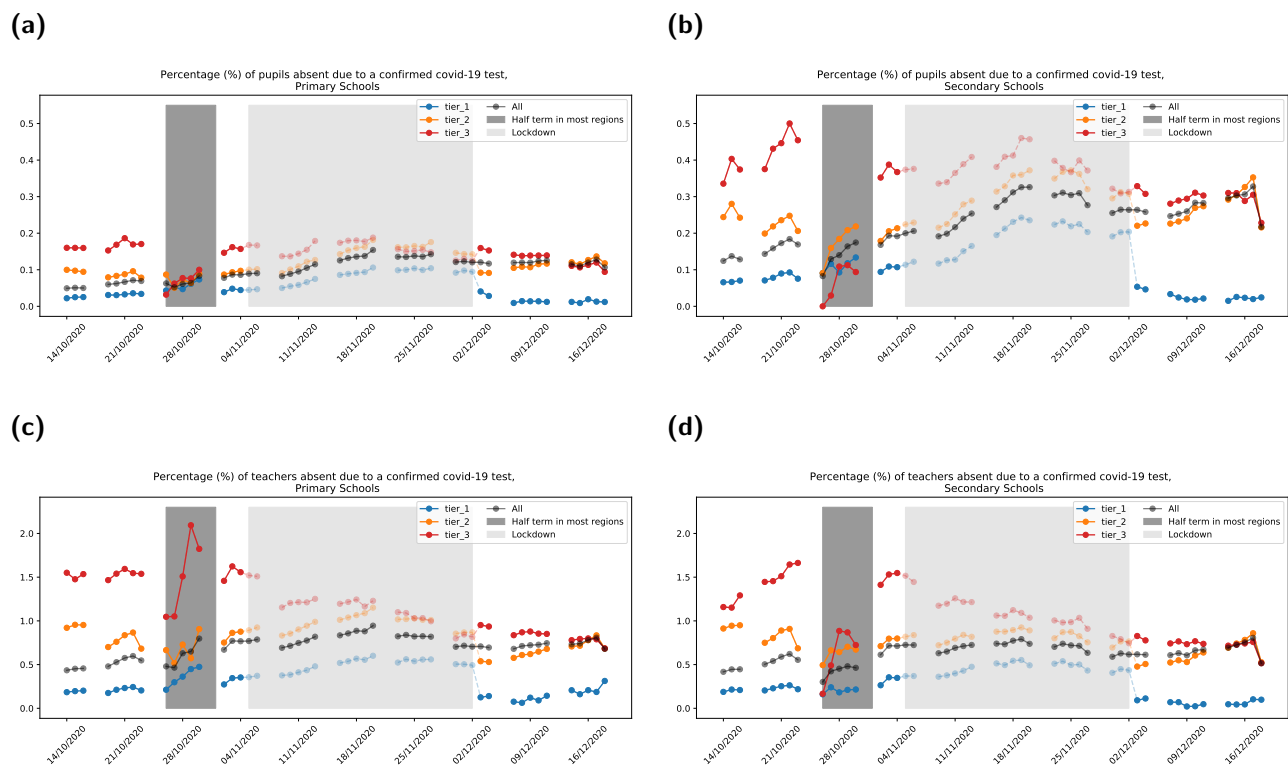 (a)
Percentage (%) of pupils absent due to a confirmed covid-19 test,
Primary Schools
tier_1
tier_2
tier_3
All
Half term in most regions
Lockdown
0.5
0.4
0.3
0.2
0.1
0.0
14/10/2020
21/10/2020
28/10/2020
04/11/2020
11/11/2020
18/11/2020
25/11/2020
02/12/2020
09/12/2020
16/12/2020
(b)
Percentage (%) of pupils absent due to a confirmed covid-19 test,
Secondary Schools
tier_1
tier_2
tier_3
All
Half term in most regions
Lockdown
0.5
0.4
0.3
0.2
0.1
0.0
14/10/2020
21/10/2020
28/10/2020
04/11/2020
11/11/2020
18/11/2020
25/11/2020
02/12/2020
09/12/2020
16/12/2020
(c)
Percentage (%) of teachers absent due to a confirmed covid-19 test,
Primary Schools
tier_1
tier_2
tier_3
All
Half term in most regions
Lockdown
2.0
1.5
1.0
0.5
0.0
14/10/2020
21/10/2020
28/10/2020
04/11/2020
11/11/2020
18/11/2020
25/11/2020
02/12/2020
09/12/2020
16/12/2020
(d)
Percentage (%) of teachers absent due to a confirmed covid-19 test,
Secondary Schools
tier_1
tier_2
tier_3
All
Half term in most regions
Lockdown
2.0
1.5
1.0
0.5
0.0
14/10/2020
21/10/2020
28/10/2020
04/11/2020
11/11/2020
18/11/2020
25/11/2020
02/12/2020
09/12/2020
16/12/2020